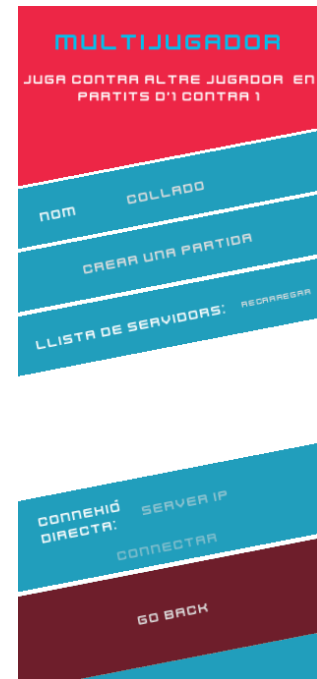 MULTIJUGADOR
JUGA CONTRA ALTRE JUGADOR EN
PARTITS D'1 CONTRA 1
NOM COLLADO
CREAR UNA PARTIDA
LLISTA DE SERVIDORS: RECARREGAR
CONNEXIÓ
DIRECTA: SERVER IP
CONNECTAR
GO BACK